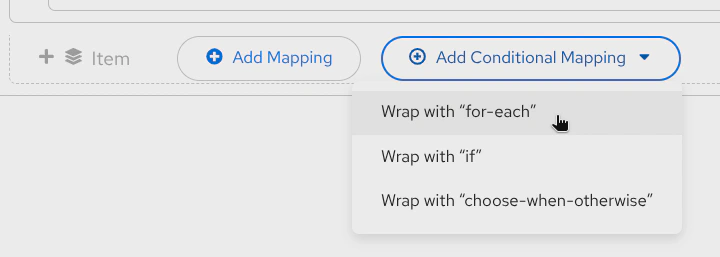 Item
Add Mapping
Add Conditional Mapping
Wrap with “for-each”
Wrap with “if”
Wrap with “choose-when-otherwise”